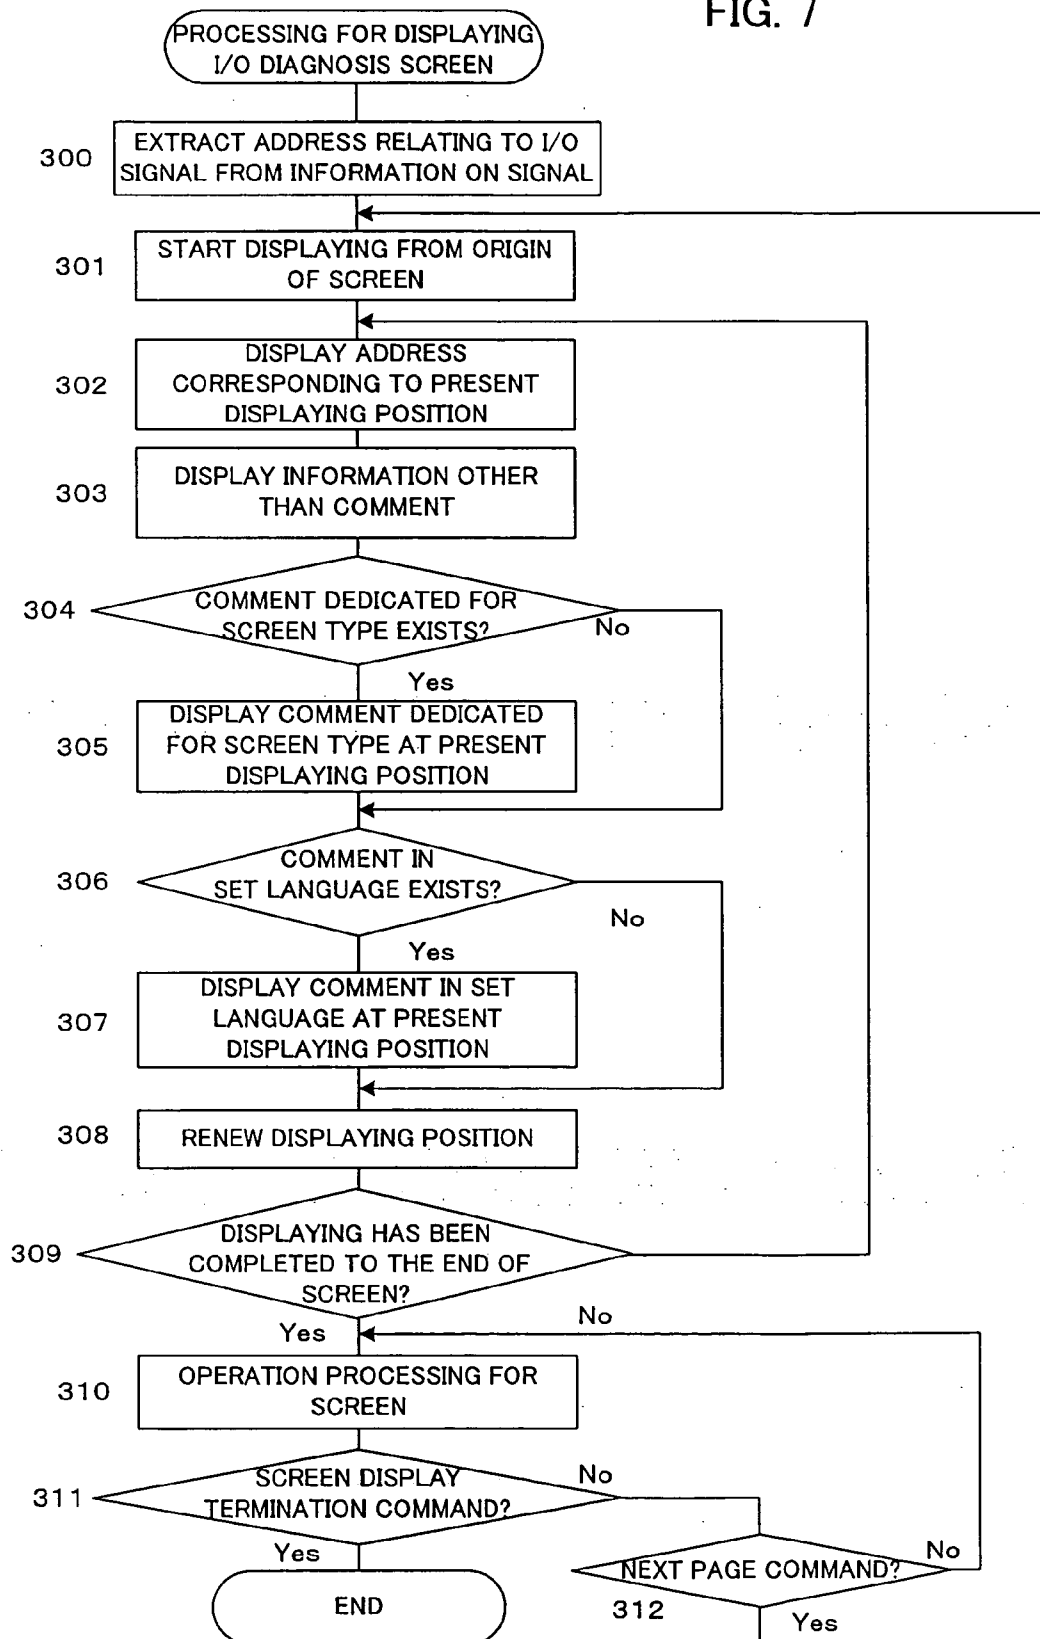 FIG. 7
PROCESSING FOR DISPLAYING
I/O DIAGNOSIS SCREEN
300
EXTRACT ADDRESS RELATING TO I/O
SIGNAL FROM INFORMATION ON SIGNAL
301
START DISPLAYING FROM ORIGIN
OF SCREEN
302
DISPLAY ADDRESS
CORRESPONDING TO PRESENT
DISPLAYING POSITION
303
DISPLAY INFORMATION OTHER
THAN COMMENT
304
COMMENT DEDICATED FOR
SCREEN TYPE EXISTS?
No
Yes
305
DISPLAY COMMENT DEDICATED
FOR SCREEN TYPE AT PRESENT
DISPLAYING POSITION
306
COMMENT IN
SET LANGUAGE EXISTS?
No
Yes
307
DISPLAY COMMENT IN SET
LANGUAGE AT PRESENT
DISPLAYING POSITION
308
RENEW DISPLAYING POSITION
309
DISPLAYING HAS BEEN
COMPLETED TO THE END OF
SCREEN?
Yes
No
310
OPERATION PROCESSING FOR
SCREEN
311
SCREEN DISPLAY
TERMINATION COMMAND?
No
Yes
NEXT PAGE COMMAND?
No
312
Yes
END